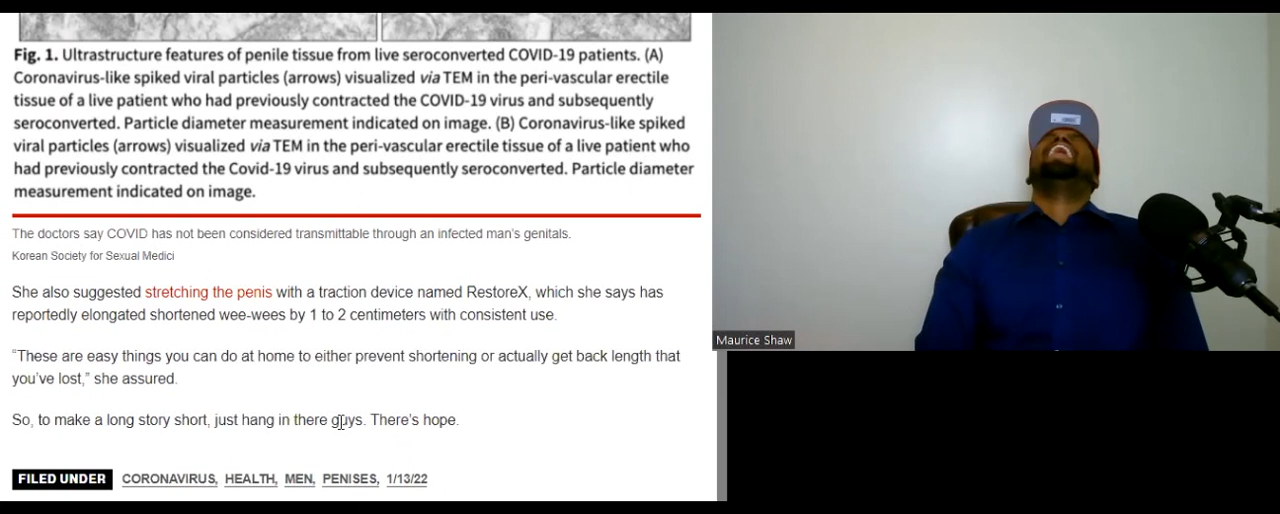 Fig. 1. Ultrastructure features of penile tissue from live seroconverted COVID-19 patients. (A)
Coronavirus-like spiked viral particles (arrows) visualized via TEM in the peri-vascular erectile
tissue of a live patient who had previously contracted the COVID-19 virus and subsequently
seroconverted. Particle diameter measurement indicated on image. (B) Coronavirus-like spiked
viral particles (arrows) visualized via TEM in the peri-vascular erectile tissue of a live patient who
had previously contracted the Covid-19 virus and subsequently seroconverted. Particle diameter
measurement indicated on image.
The doctors say COVID has not been considered transmittable through an infected man's genitals.
Korean Society for Sexual Medici
She also suggested stretching the penis with a traction device named RestoreX, which she says has
reportedly elongated shortened wee-wees by 1 to 2 centimeters with consistent use.
“These are easy things you can do at home to either prevent shortening or actually get back length that
you've lost,” she assured.
So, to make a long story short, just hang in there guys. There's hope.
FILED UNDER CORONAVIRUS, HEALTH, MEN, PENISES, 1/13/22
Maurice Shaw